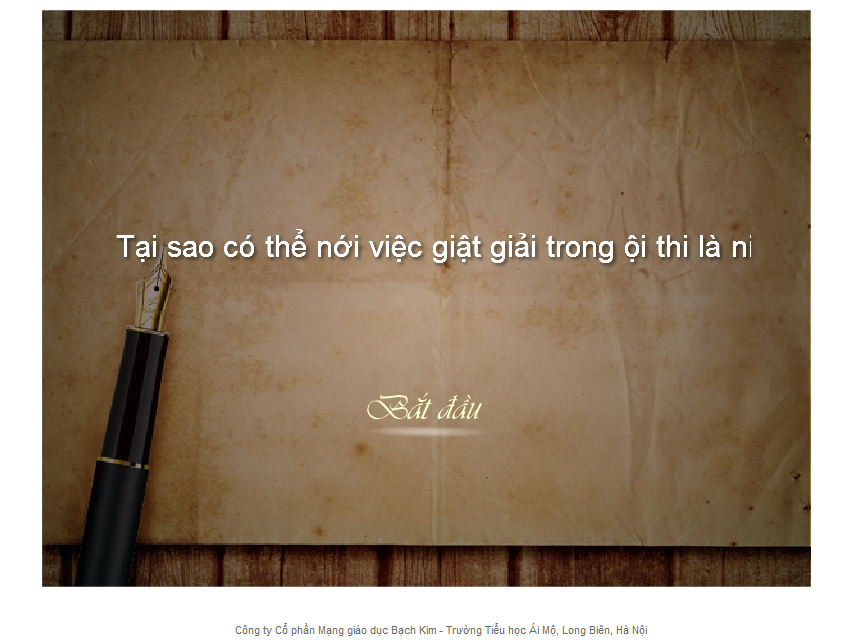 Tại sao có thể nới việc giật giải trong ội thi là ni
Bắt đầu
Công ty Cổ phần Mạng giáo dục Bạch Kim - Trường Tiểu học Ái Mộ, Long Biên, Hà Nội